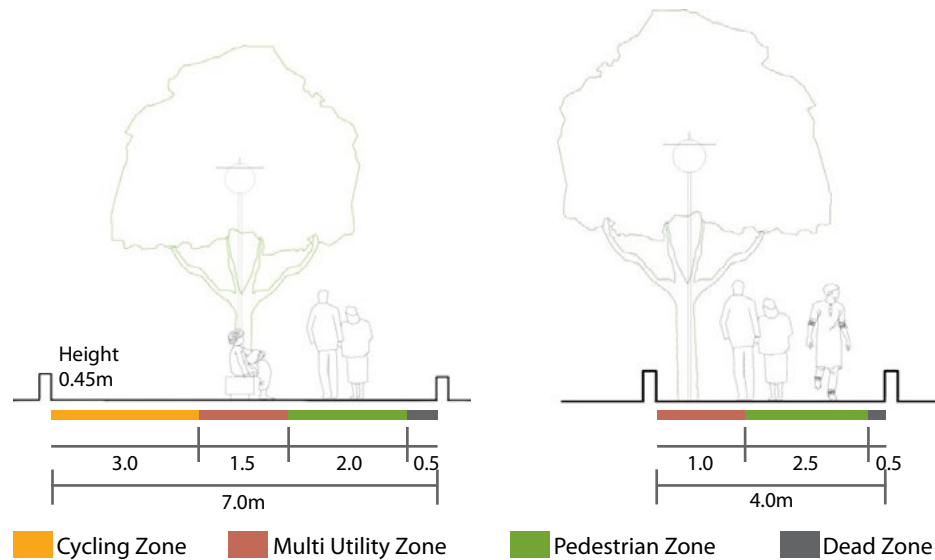 Height
0.45m
3.0 1.5 2.0 0.5
7.0m
1.0 2.5 0.5
4.0m
Cycling Zone Multi Utility Zone Pedestrian Zone Dead Zone